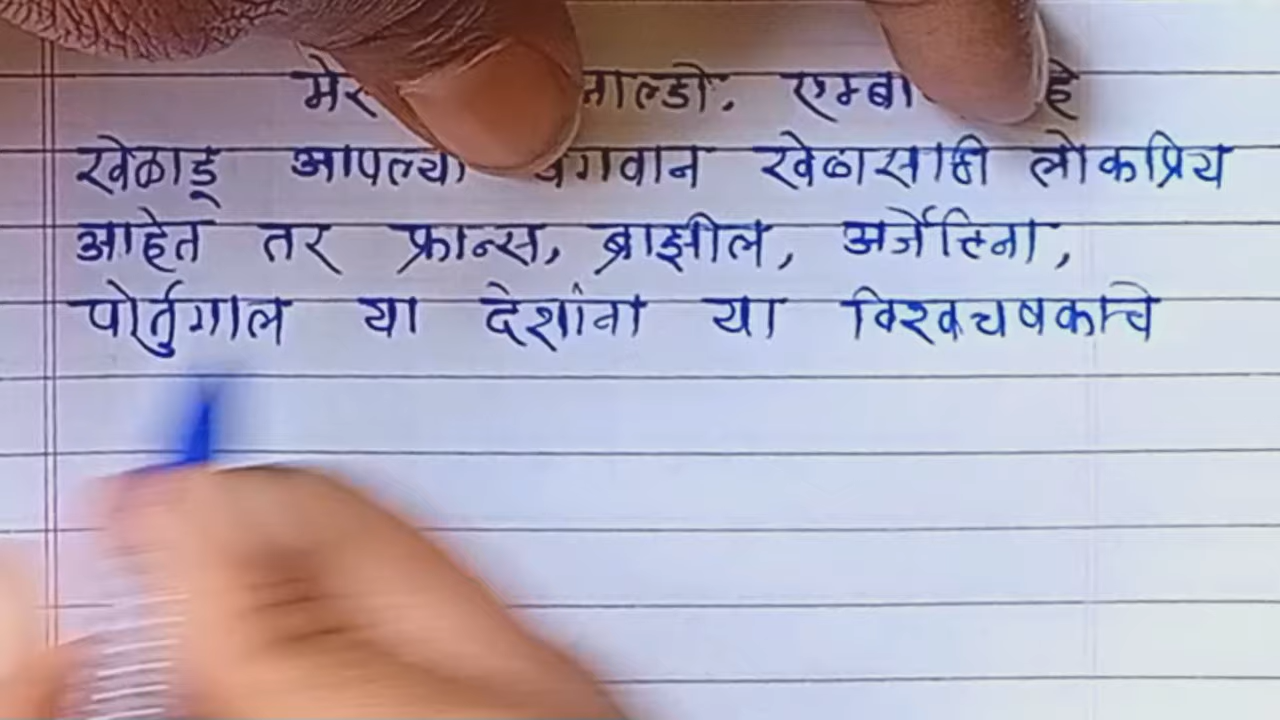 खेळाडू आपल्या वेगवान खेळासाठी लोकप्रिय
आहेत तर फ्रान्स, ब्राझील, अर्जेंटिना,
पोर्तुगाल या देशांना या विश्वचषकाचे